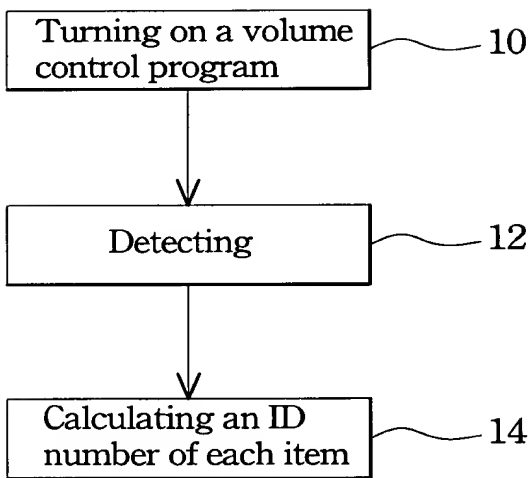 Turning on a volume
control program
10
Detecting
12
Calculating an ID
number of each item
14